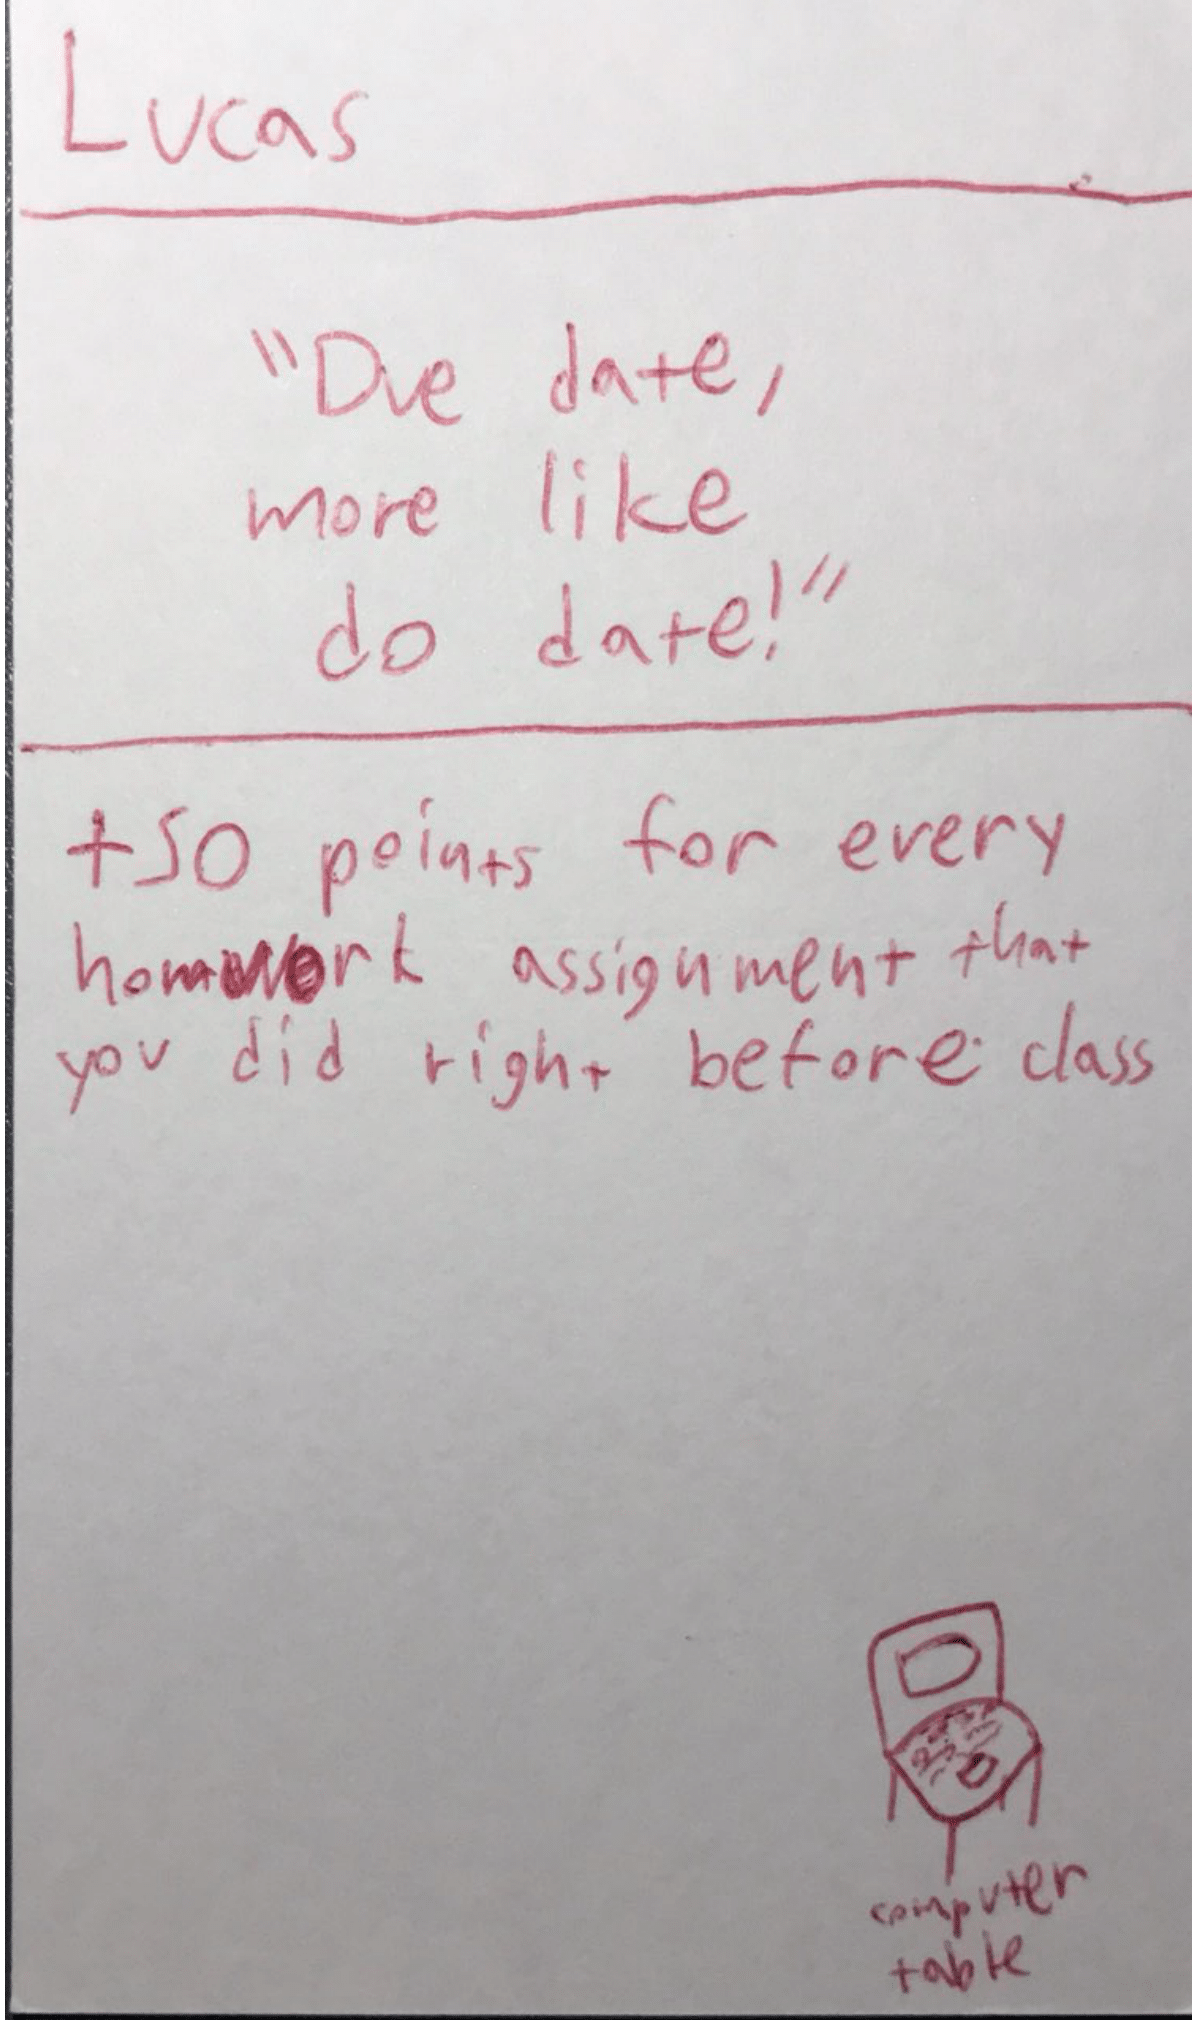 Lucas
"Due date,
more like
do date!"
+50 points for every
homework assignment that
you did right before class
computer
table